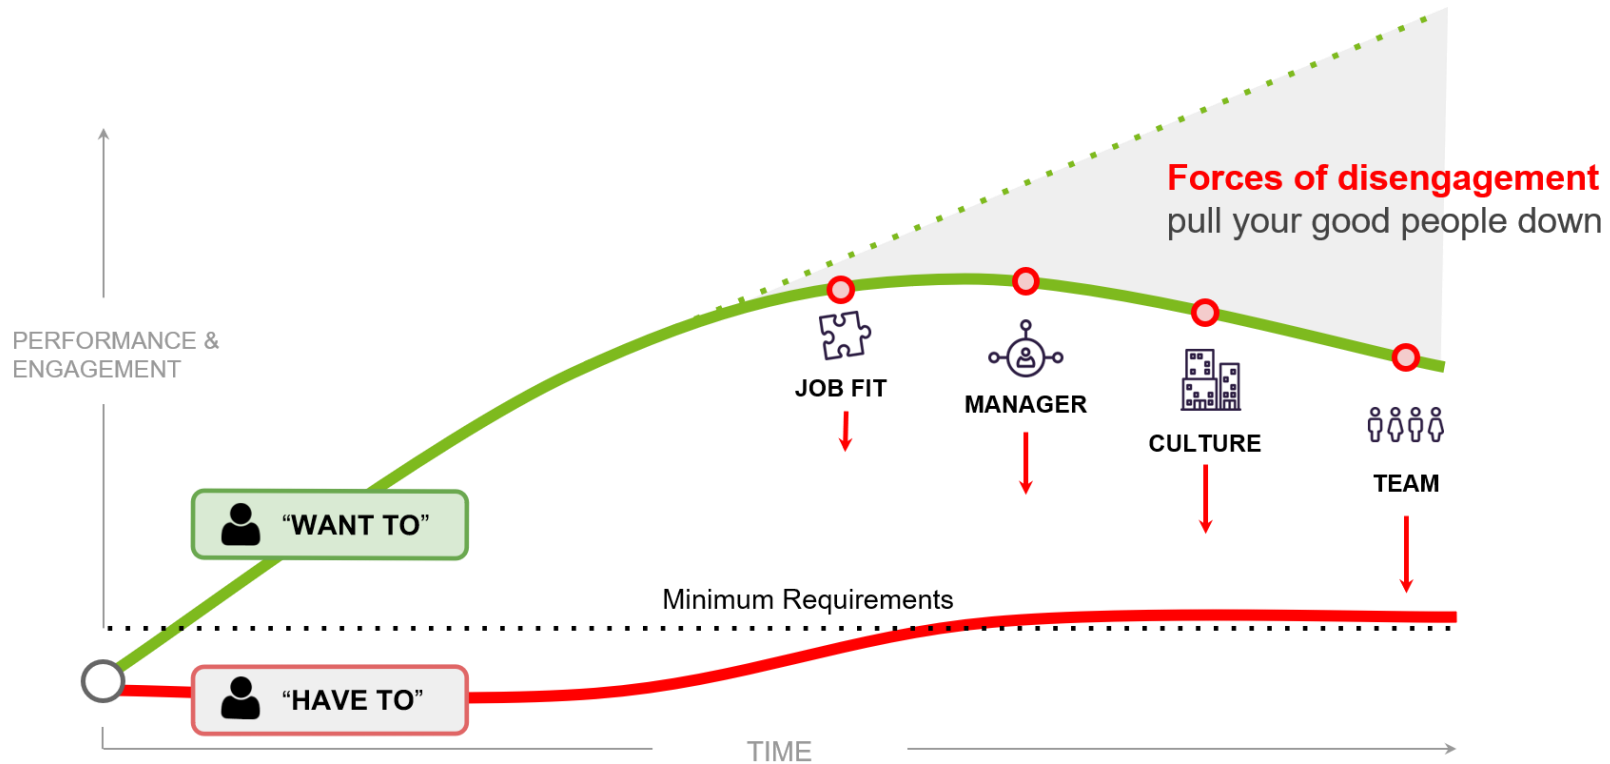 Forces of disengagement
pull your good people down
PERFORMANCE &
ENGAGEMENT
JOB FIT
MANAGER
CULTURE
TEAM
“WANT TO”
Minimum Requirements
“HAVE TO”
TIME